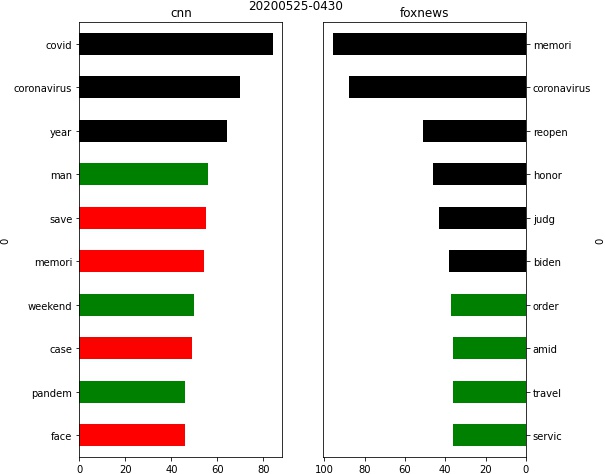 20200525-0430
cnn
foxnews
covid
coronavirus
year
man
save
memori
weekend
case
pandem
face
0
0 20 40 60 80
memori
coronavirus
reopen
honor
judg
biden
order
amid
travel
servic
0
100 80 60 40 20 0